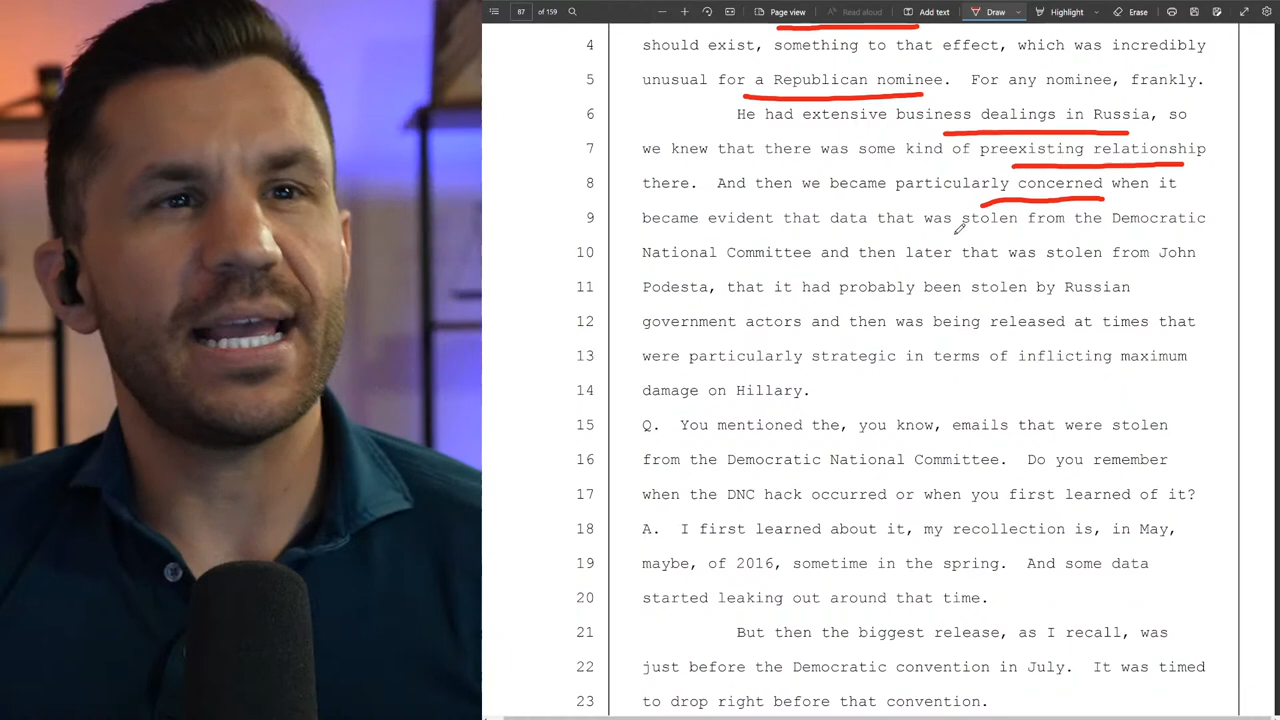 87 of 159 Page view Read aloud Add text Draw Highlight Erase
4 should exist, something to that effect, which was incredibly
5 unusual for a Republican nominee. For any nominee, frankly.
6 He had extensive business dealings in Russia, so
7 we knew that there was some kind of preexisting relationship
8 there. And then we became particularly concerned when it
9 became evident that data that was stolen from the Democratic
10 National Committee and then later that was stolen from John
11 Podesta, that it had probably been stolen by Russian
12 government actors and then was being released at times that
13 were particularly strategic in terms of inflicting maximum
14 damage on Hillary.
15 Q. You mentioned the, you know, emails that were stolen
16 from the Democratic National Committee. Do you remember
17 when the DNC hack occurred or when you first learned of it?
18 A. I first learned about it, my recollection is, in May,
19 maybe, of 2016, sometime in the spring. And some data
20 started leaking out around that time.
21 But then the biggest release, as I recall, was
22 just before the Democratic convention in July. It was timed
23 to drop right before that convention.